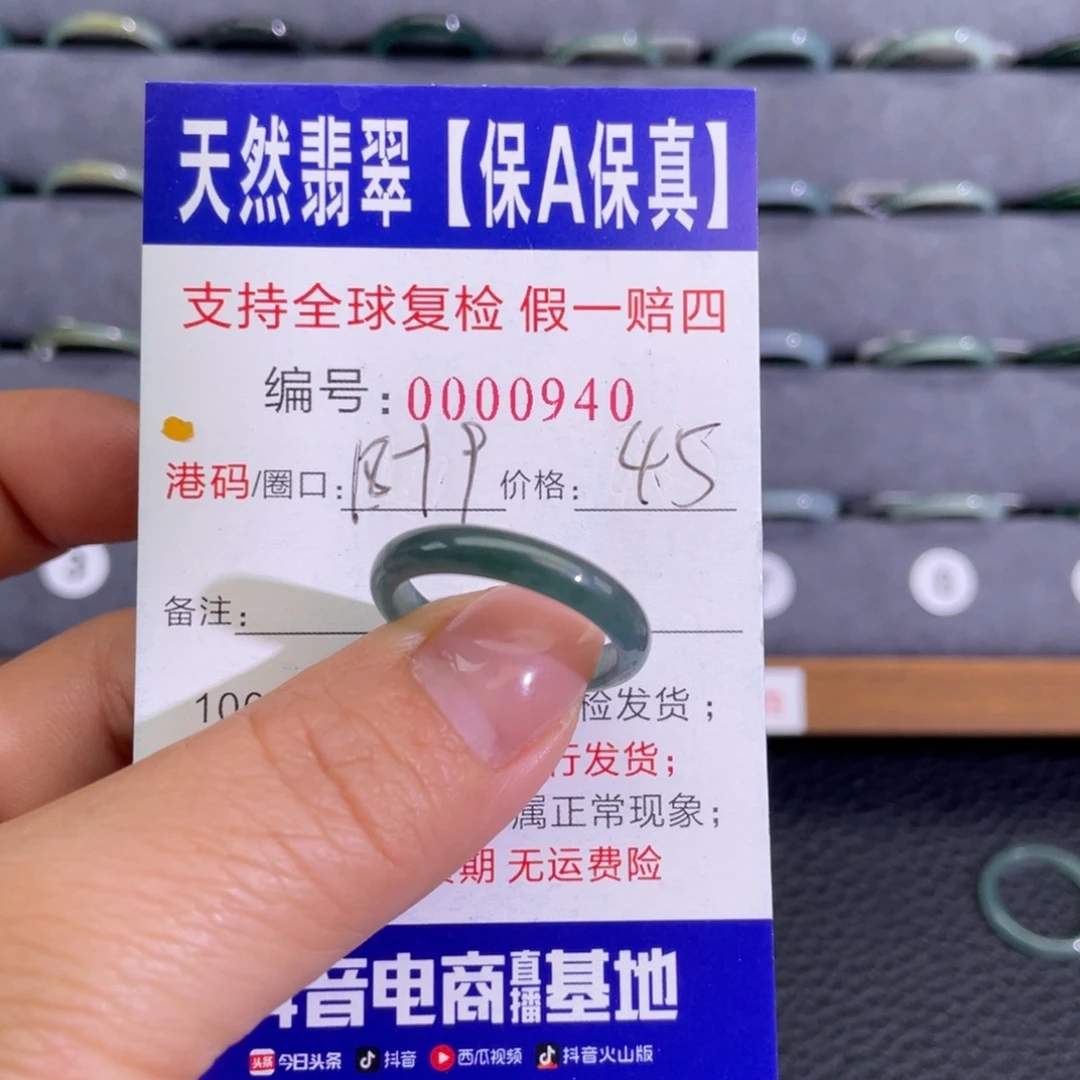 天然翡翠【保A保真】
支持全球复检 假一赔四
编号：0000940
港码/圈口： 价格：45
备注：
检发货；
行发货；
属正常现象；
期 无运费险
音电商直播基地
头条 今日头条 抖音 西瓜视频 抖音火山版